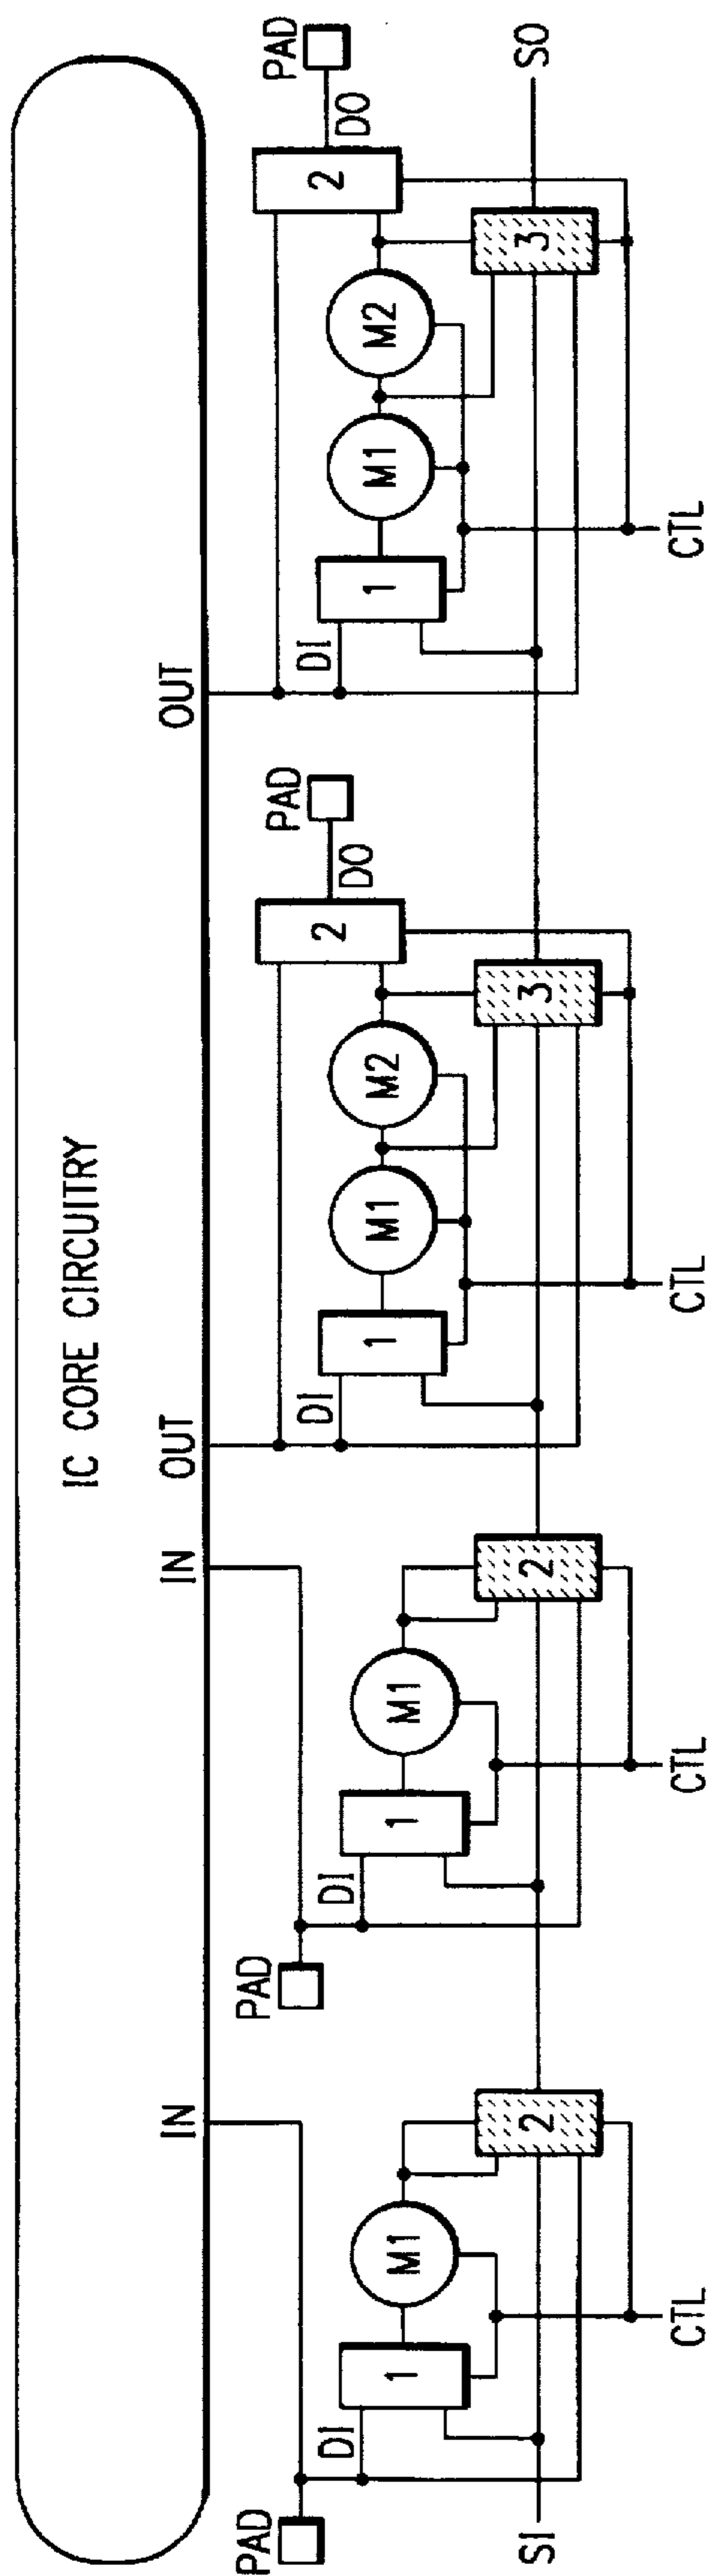 IC CORE CIRCUITRY
IN
IN
OUT
OUT
PAD
DI
1
M1
2
SI
CTL
PAD
DI
1
M1
2
CTL
DI
1
M1
M2
2
DO
PAD
3
CTL
DI
1
M1
M2
2
DO
PAD
3
CTL
SO